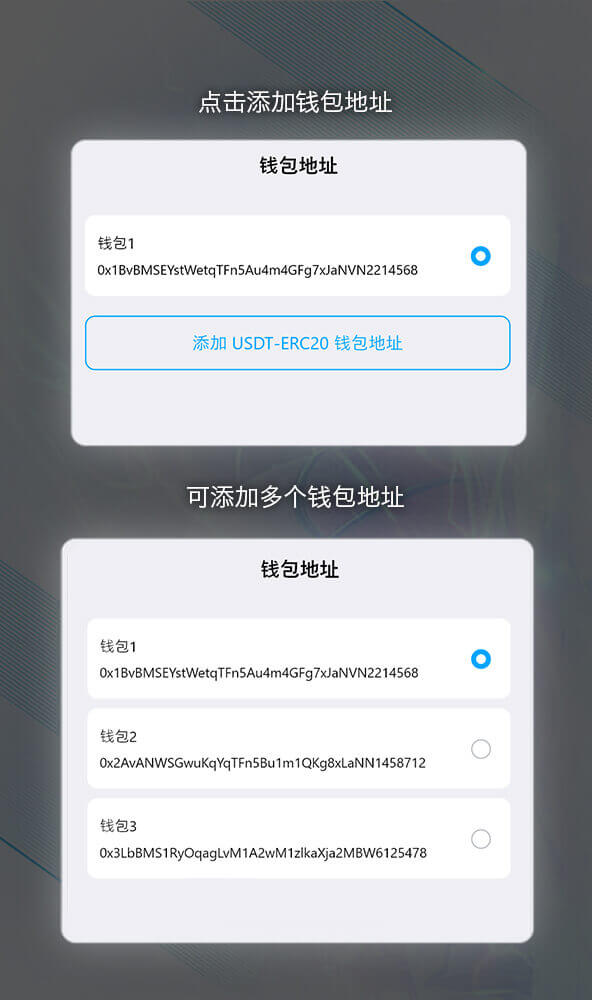 点击添加钱包地址
钱包地址
钱包1
0x1BvBMSEYstWetqTFn5Au4m4GFg7xJaNVN2214568
添加 USDT-ERC20 钱包地址
可添加多个钱包地址
钱包地址
钱包1
0x1BvBMSEYstWetqTFn5Au4m4GFg7xJaNVN2214568
钱包2
0x2AvANWSGwuKqYqTFn5Bu1m1QKg8xLaNN1458712
钱包3
0x3LbBMS1RyOqagLvM1A2wM1zlkaXja2MBW6125478